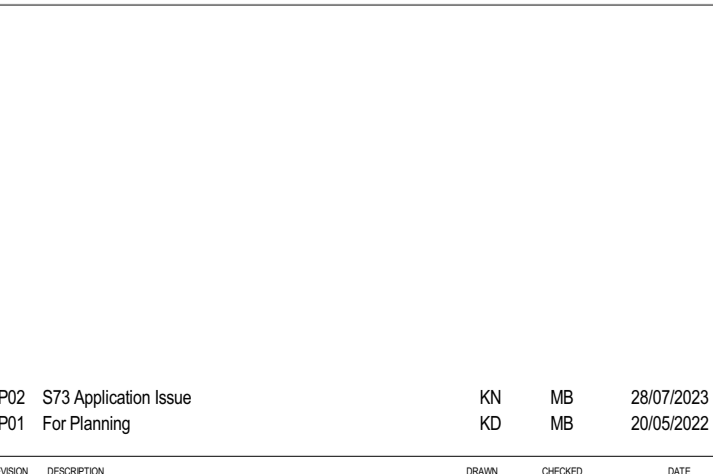 P02 S73 Application Issue KN MB 28/07/2023
P01 For Planning KD MB 20/05/2022
VISION DESCRIPTION DRAWN CHECKED DATE